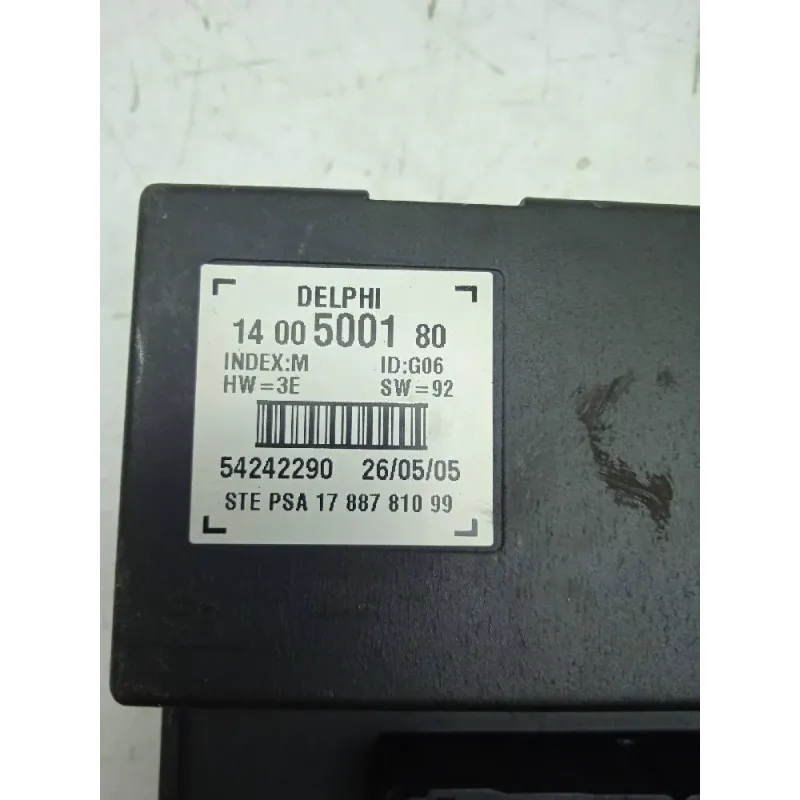 DELPHI
14 00 5001 80
INDEX:M ID:G06
HW=3E SW=92
54242290 26/05/05
STE PSA 17 887 810 99